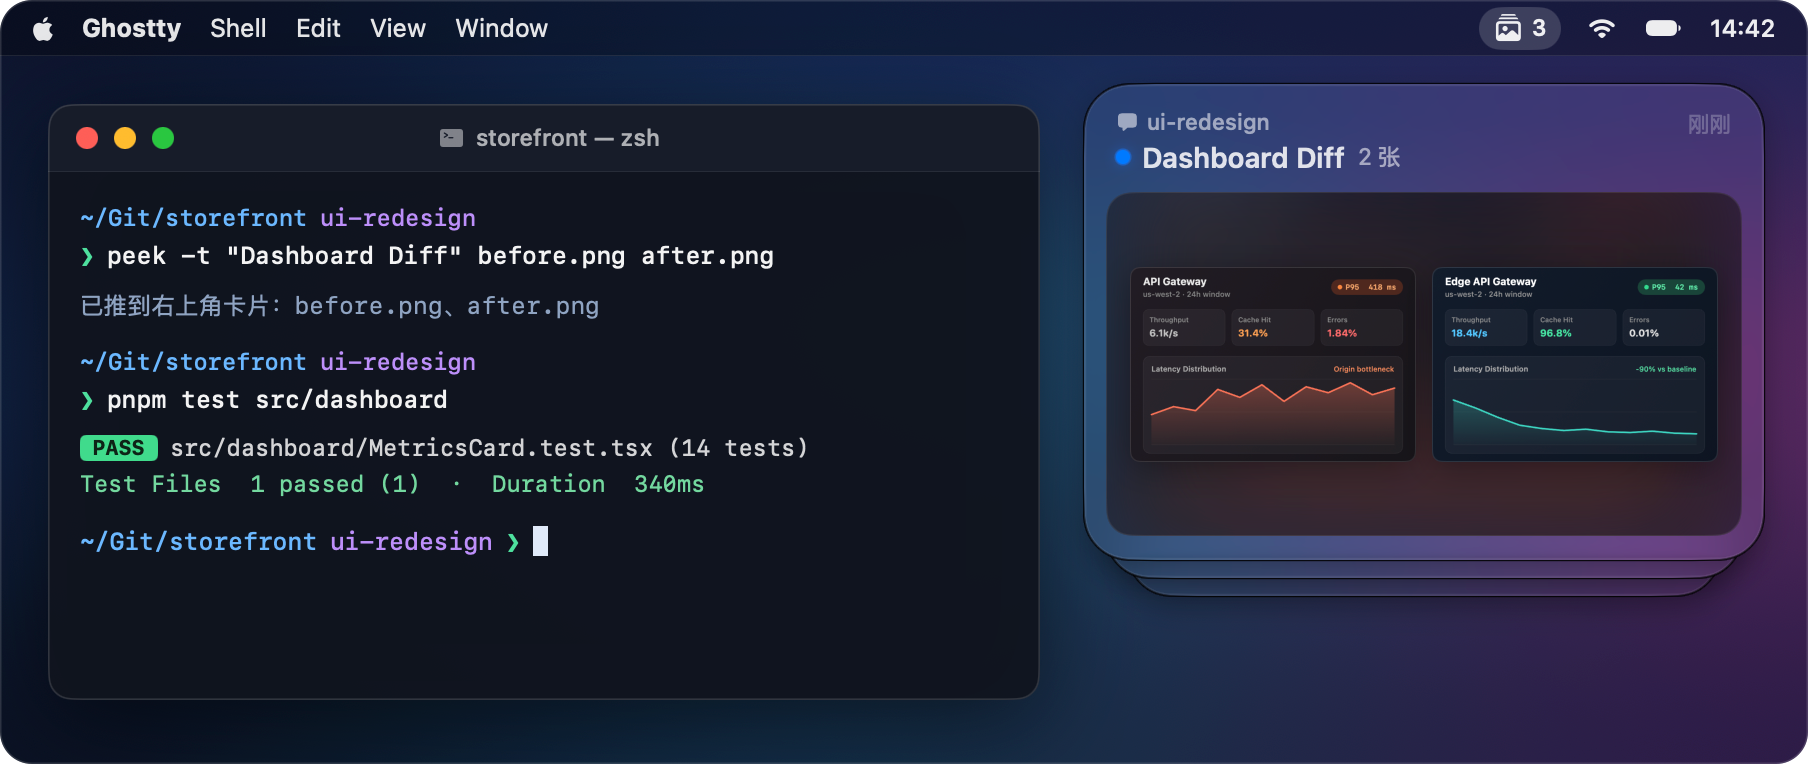 Ghostty Shell Edit View Window 3 14:42
storefront — zsh
~/Git/storefront ui-redesign
❯ peek -t "Dashboard Diff" before.png after.png
已推到右上角卡片：before.png、after.png
~/Git/storefront ui-redesign
❯ pnpm test src/dashboard
PASS src/dashboard/MetricsCard.test.tsx (14 tests)
Test Files 1 passed (1) · Duration 340ms
~/Git/storefront ui-redesign ❯
ui-redesign 刚刚
Dashboard Diff 2 张
API Gateway
us-west-2 · 24h window
P95 418 ms
Throughput Cache Hit Errors
6.1k/s 31.4% 1.84%
Latency Distribution Origin bottleneck
Edge API Gateway
us-west-2 · 24h window
P95 42 ms
Throughput Cache Hit Errors
18.4k/s 96.8% 0.01%
Latency Distribution -90% vs baseline